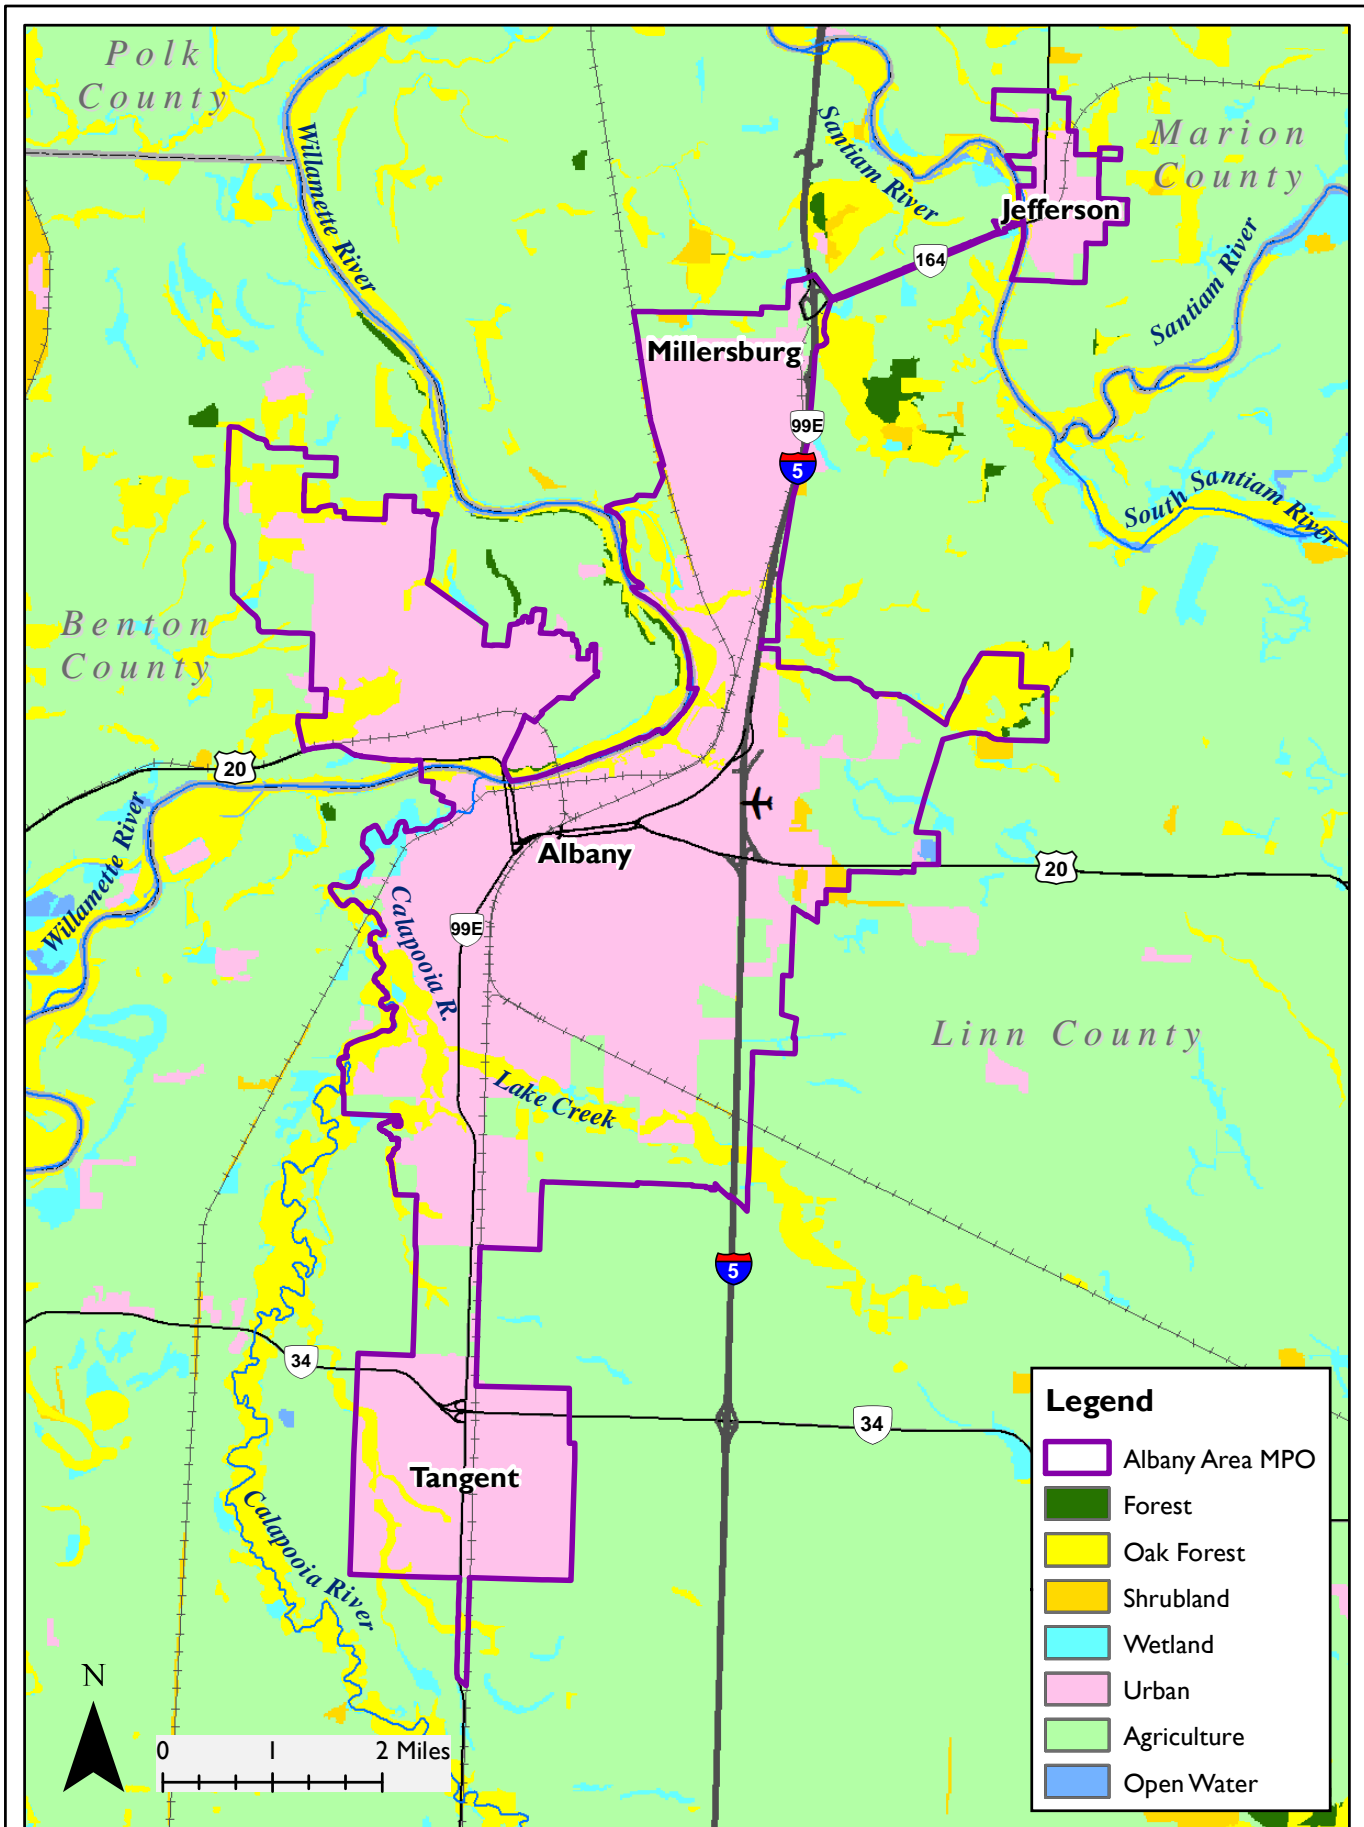 Polk
County
Willamette River
Santiam River
Marion
County
Jefferson
164
Santiam River
Millersburg
99E
5
South Santiam River
Benton
County
20
Willamette River
Albany
20
Calapooia R.
99E
Linn County
Lake Creek
5
34
34
Tangent
Calapooia River
N
0 1 2 Miles
Legend
Albany Area MPO
Forest
Oak Forest
Shrubland
Wetland
Urban
Agriculture
Open Water